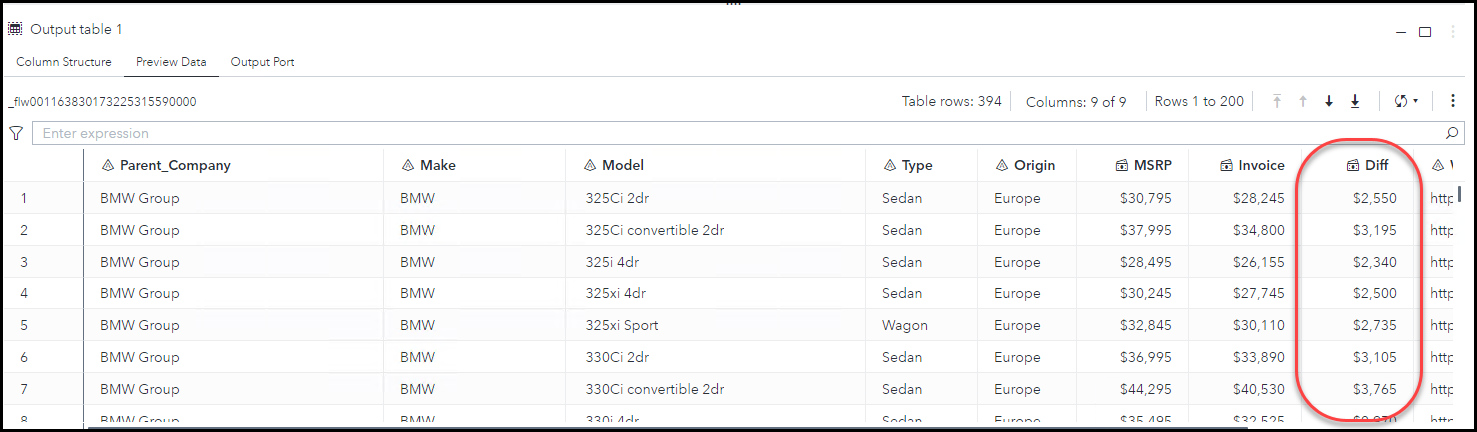 Output table 1
Column Structure Preview Data Output Port
_flw001163830173225315590000 Table rows: 394 Columns: 9 of 9 Rows 1 to 200
Enter expression
Parent_Company Make Model Type Origin MSRP Invoice Diff
1 BMW Group BMW 325Ci 2dr Sedan Europe $30,795 $28,245 $2,550 http
2 BMW Group BMW 325Ci convertible 2dr Sedan Europe $37,995 $34,800 $3,195 http
3 BMW Group BMW 325i 4dr Sedan Europe $28,495 $26,155 $2,340 http
4 BMW Group BMW 325xi 4dr Sedan Europe $30,245 $27,745 $2,500 http
5 BMW Group BMW 325xi Sport Wagon Europe $32,845 $30,110 $2,735 http
6 BMW Group BMW 330Ci 2dr Sedan Europe $36,995 $33,890 $3,105 http
7 BMW Group BMW 330Ci convertible 2dr Sedan Europe $44,295 $40,530 $3,765 http
8 BMW Group BMW 330i 4dr Sedan Europe $35,495 $32,525